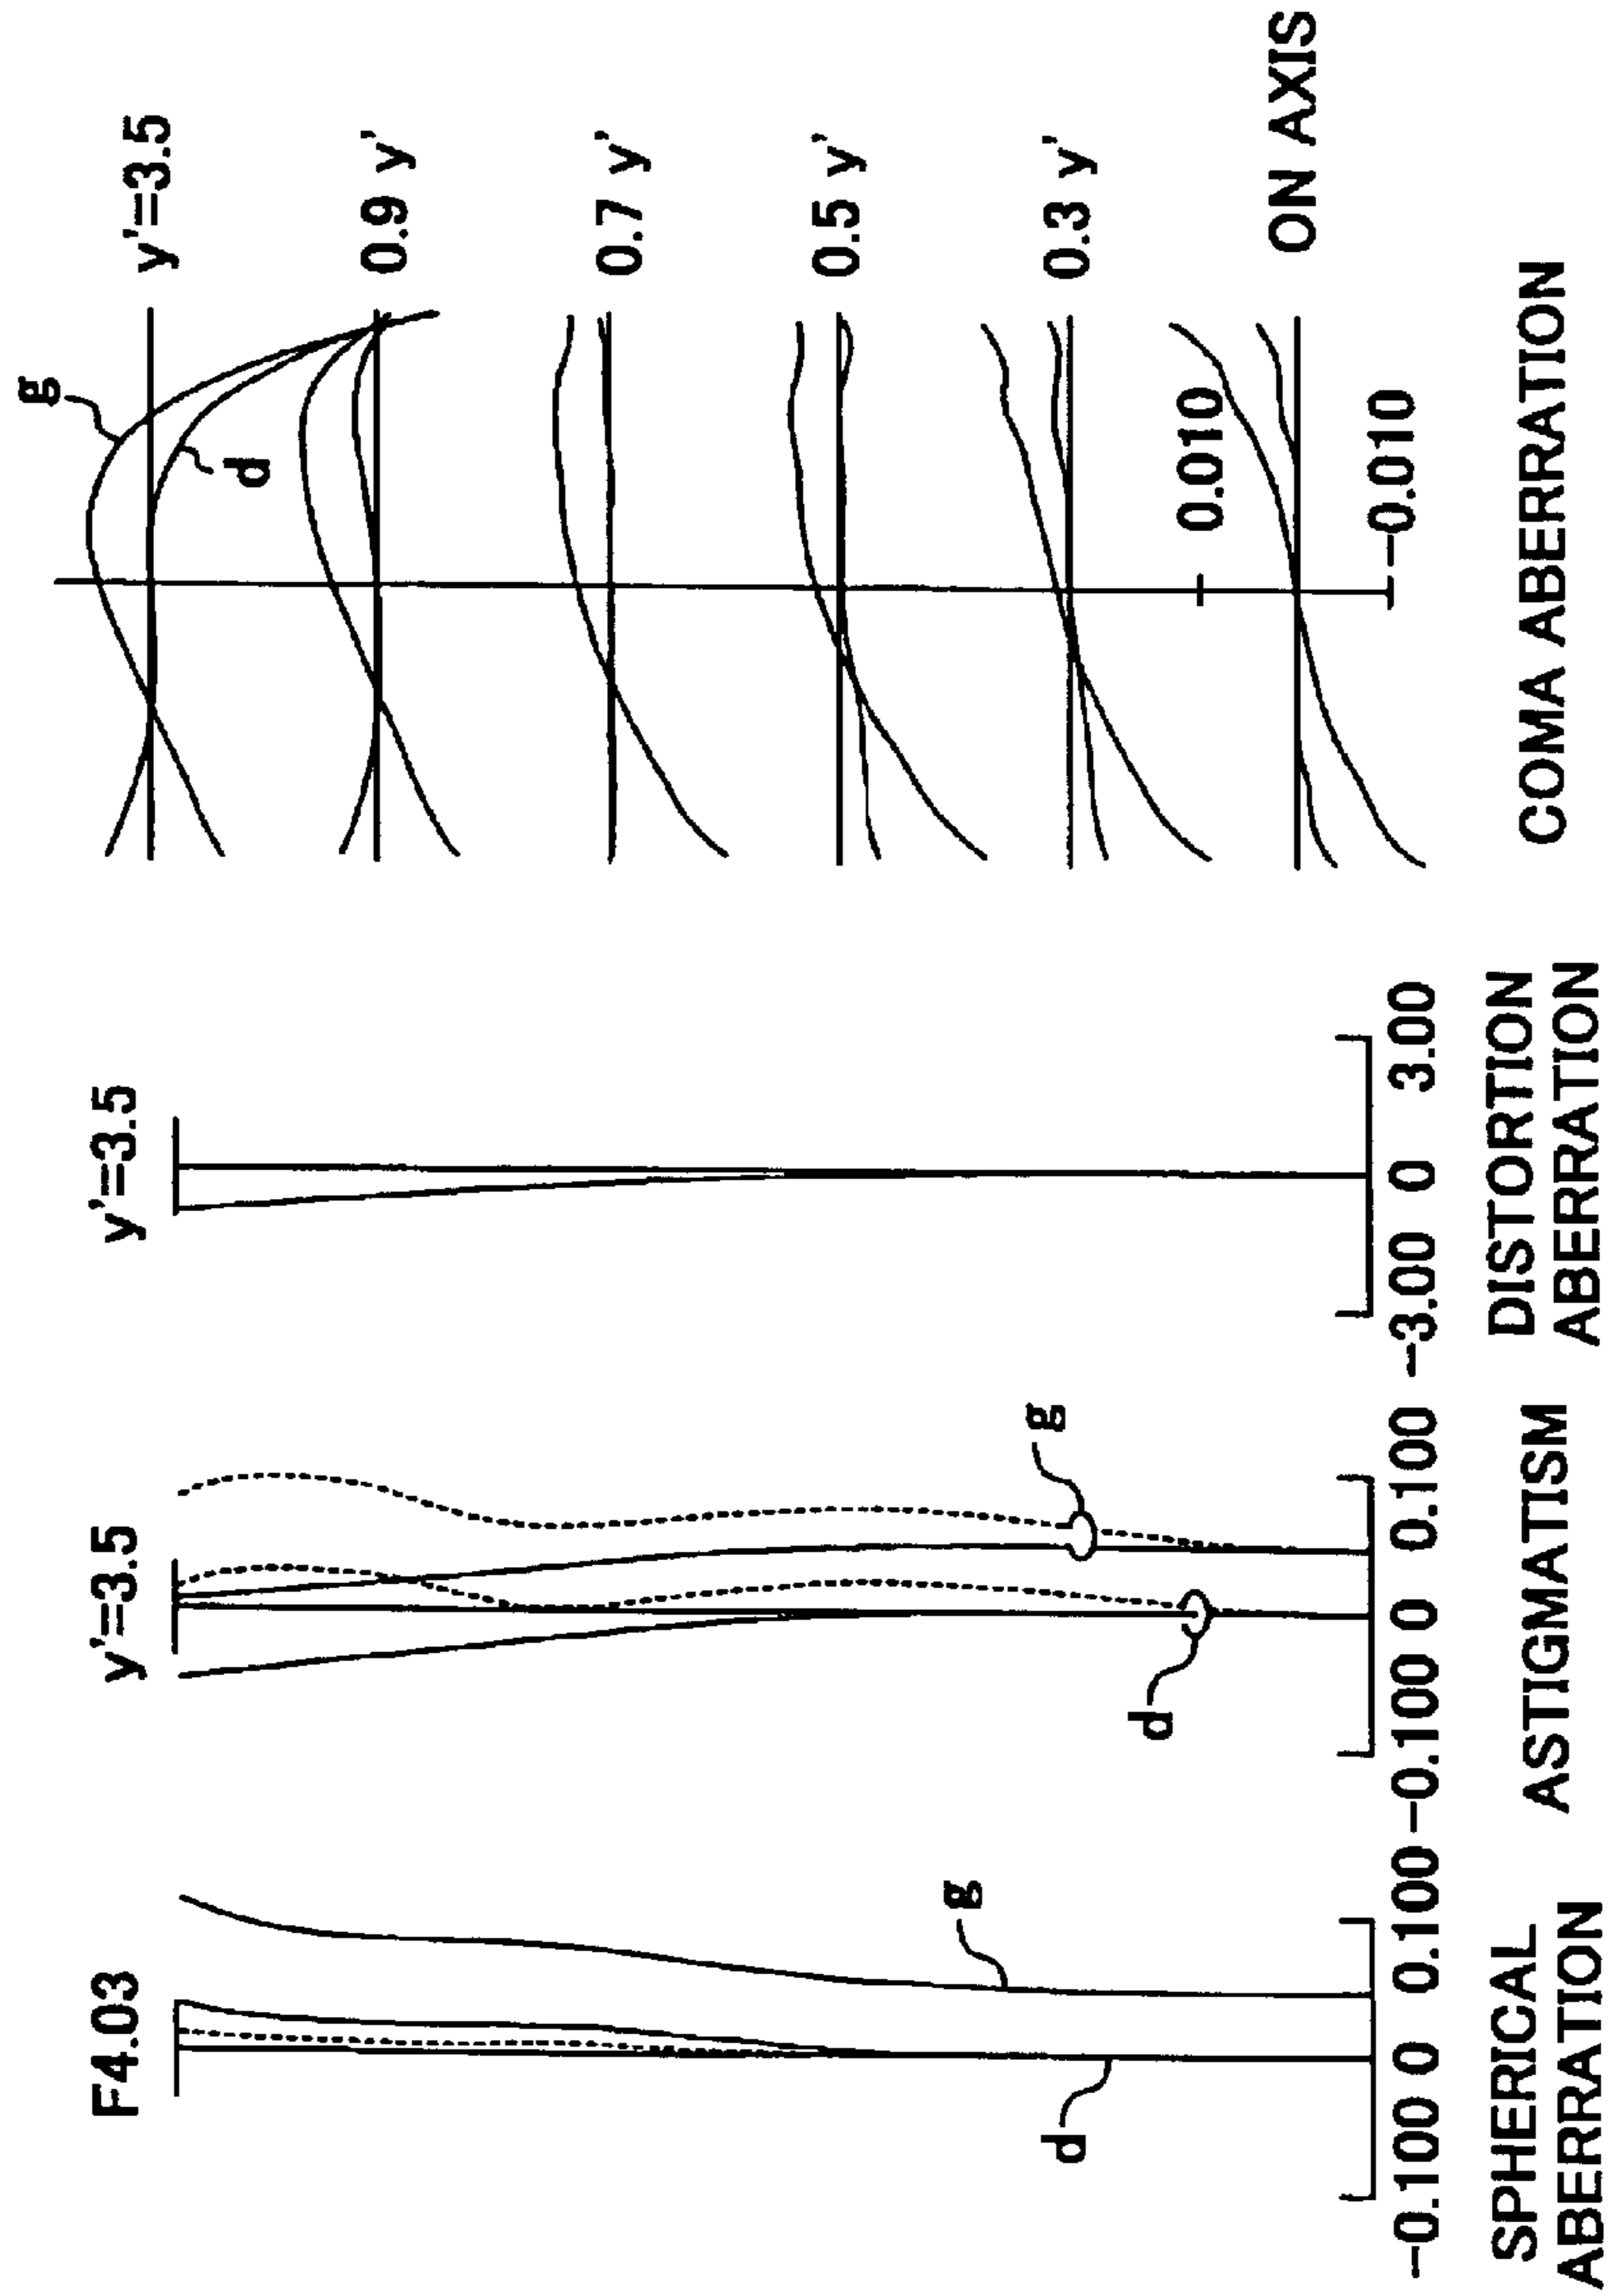 F4.03
g
d
-0.100 0 0.100
SPHERICAL
ABERRATION
y'=3.5
g
d
-0.100 0 0.100
ASTIGMATISM
y'=3.5
-3.00 0 3.00
DISTORTION
ABERRATION
g
d
y'=3.5
0.9 y'
0.7 y'
0.5 y'
0.3 y'
0.010
ON AXIS
-0.010
COMA ABERRATION